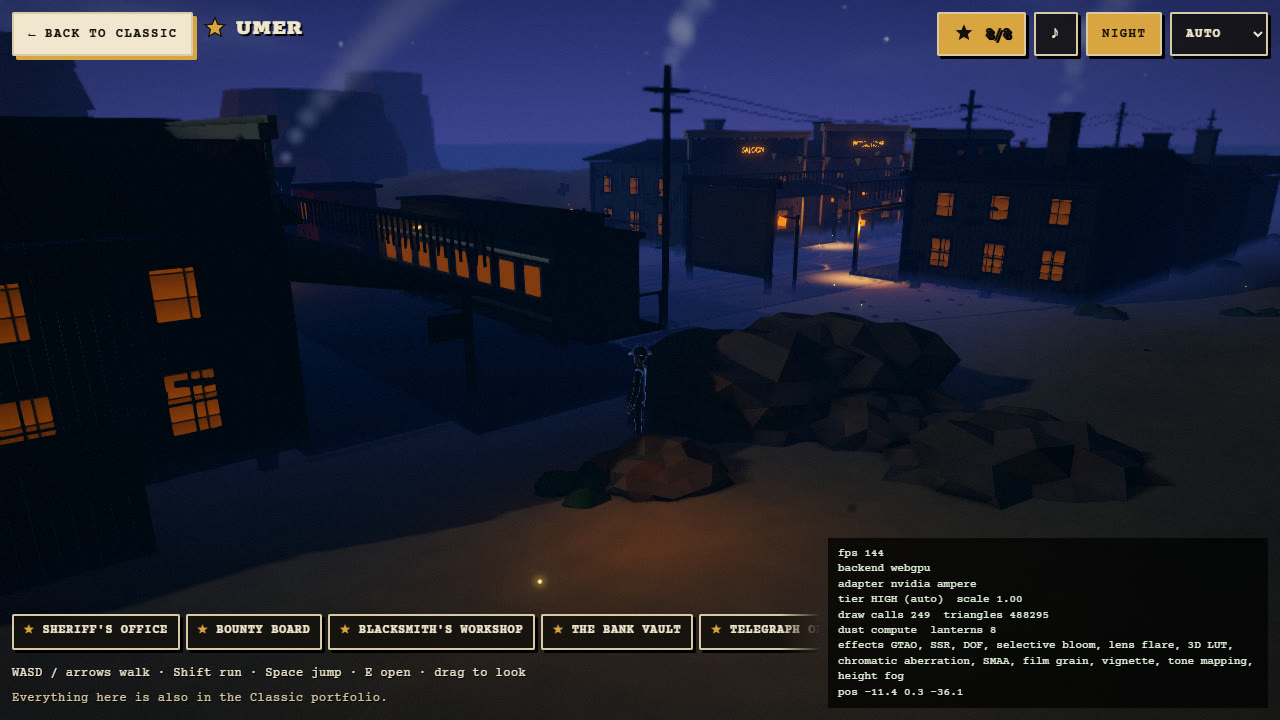 ← BACK TO CLASSIC
★ UMER
★ 8/8
♪
NIGHT
AUTO
SALOON
★ SHERIFF'S OFFICE
★ BOUNTY BOARD
★ BLACKSMITH'S WORKSHOP
★ THE BANK VAULT
★ TELEGRAPH
WASD / arrows walk · Shift run · Space jump · E open · drag to look
Everything here is also in the Classic portfolio.
fps 144
backend webgpu
adapter nvidia ampere
tier HIGH (auto) scale 1.00
draw calls 249 triangles 488295
dust compute lanterns 8
effects GTAO, SSR, DOF, selective bloom, lens flare, 3D LUT,
chromatic aberration, SMAA, film grain, vignette, tone mapping,
height fog
pos −11.4 0.3 −36.1